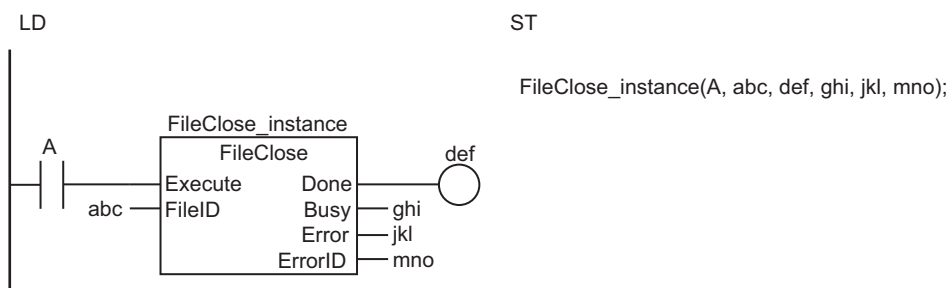 LD
ST
FileClose_instance(A, abc, def, ghi, jkl, mno);
FileClose_instance
A
FileClose
def
Execute
Done
abc
FileID
Busy
ghi
Error
jkl
ErrorID
mno